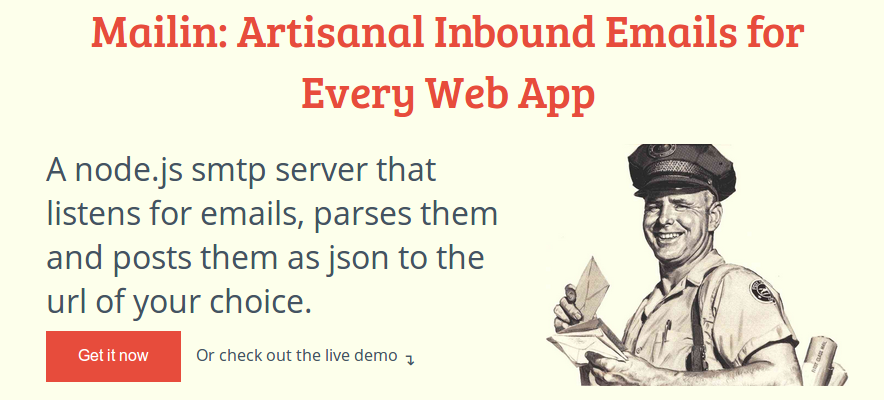 Mailin: Artisanal Inbound Emails for
Every Web App
A node.js smtp server that
listens for emails, parses them
and posts them as json to the
url of your choice.
Get it now
Or check out the live demo